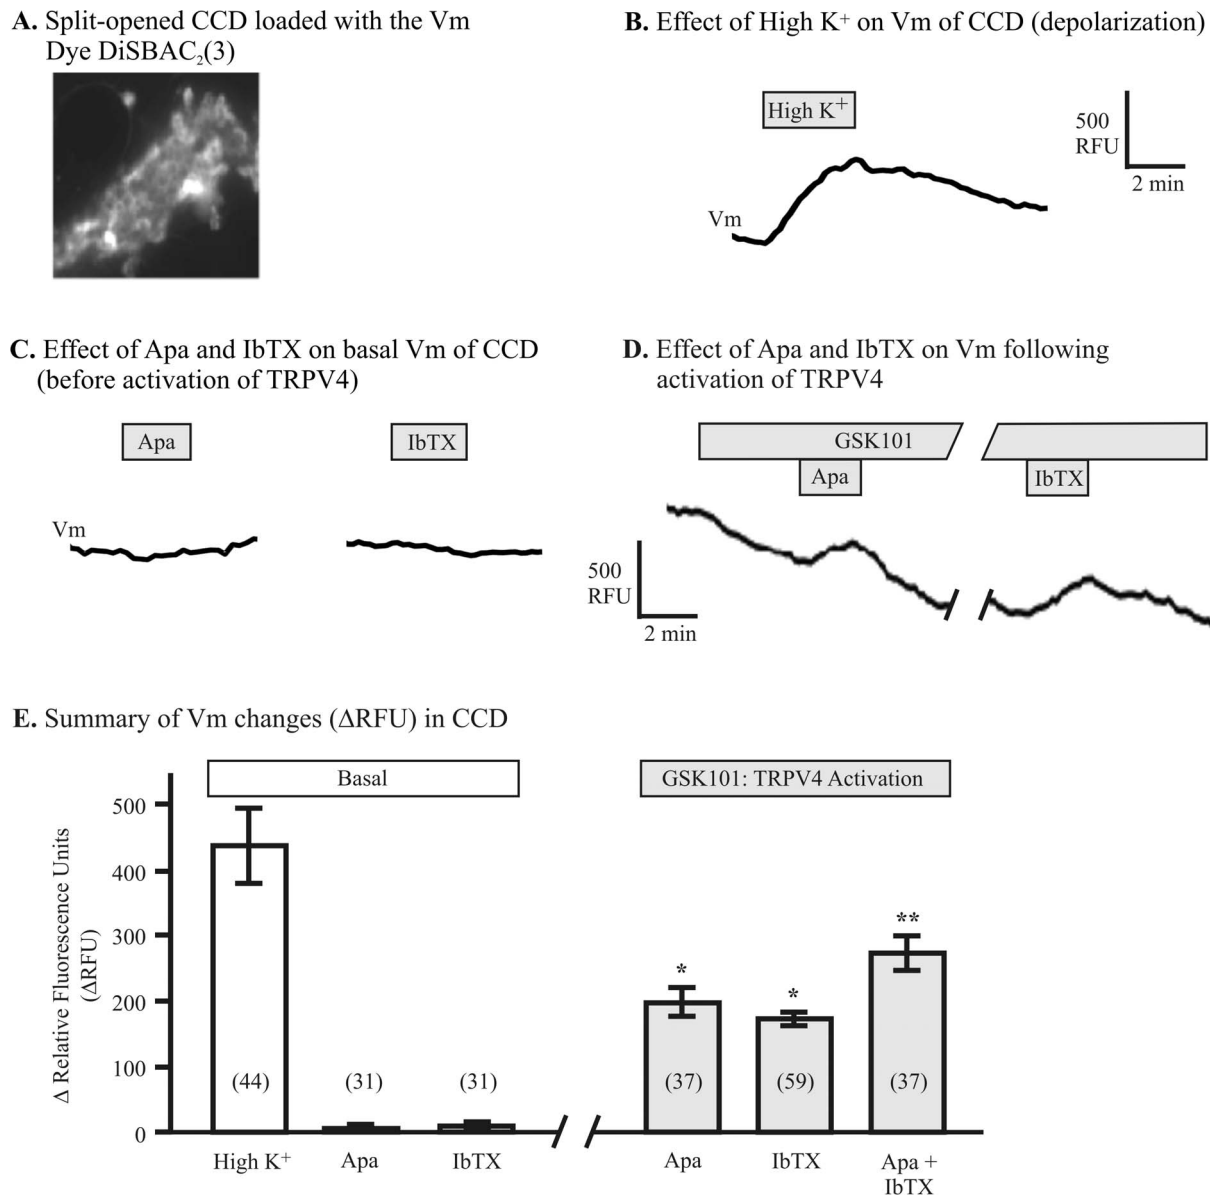 A. Split-opened CCD loaded with the Vm
Dye DiSBAC₂(3)
B. Effect of High K⁺ on Vm of CCD (depolarization)
High K⁺
500
RFU
2 min
Vm
C. Effect of Apa and IbTX on basal Vm of CCD
(before activation of TRPV4)
Apa
IbTX
Vm
D. Effect of Apa and IbTX on Vm following
activation of TRPV4
GSK101
Apa
IbTX
500
RFU
2 min
E. Summary of Vm changes (ΔRFU) in CCD
Basal
GSK101: TRPV4 Activation
Δ Relative Fluorescence Units
(ΔRFU)
500
400
300
200
100
0
*
*
**
(44)
(31)
(31)
(37)
(59)
(37)
High K⁺
Apa
IbTX
Apa
IbTX
Apa +
IbTX